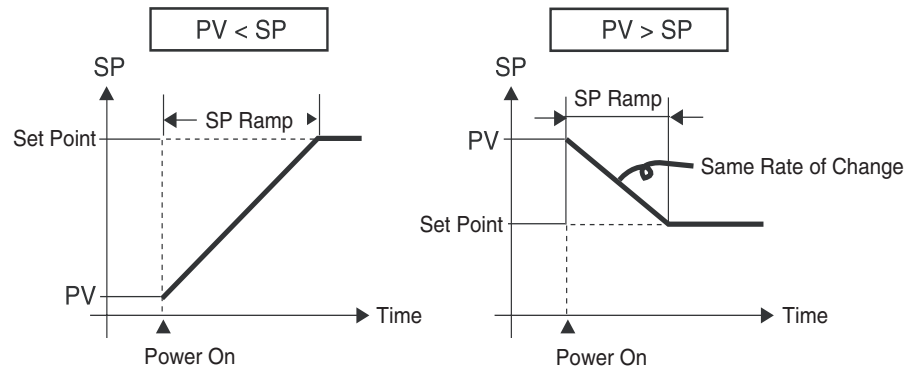 PV < SP
SP
SP Ramp
Set Point
PV
Time
Power On
PV > SP
SP
SP Ramp
PV
Same Rate of Change
Set Point
Time
Power On